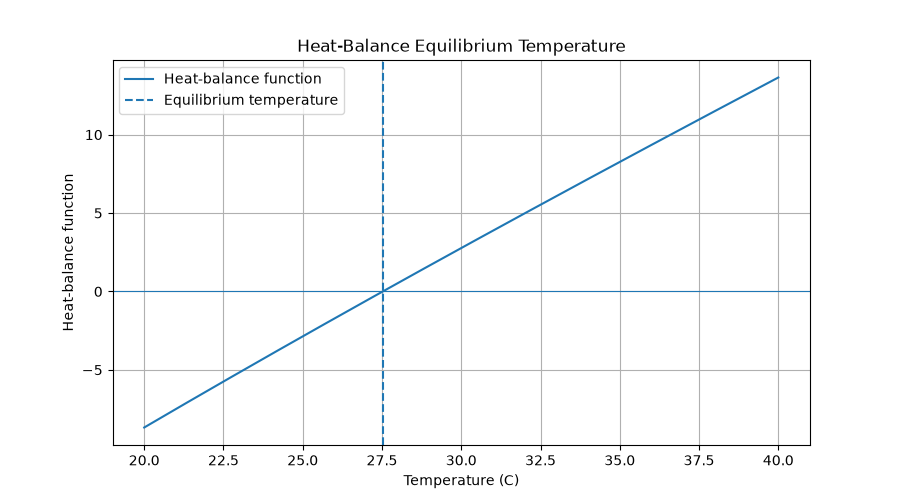 Heat-Balance Equilibrium Temperature
Heat-balance function
Equilibrium temperature
Heat-balance function
10
5
0
−5
20.0 22.5 25.0 27.5 30.0 32.5 35.0 37.5 40.0
Temperature (C)